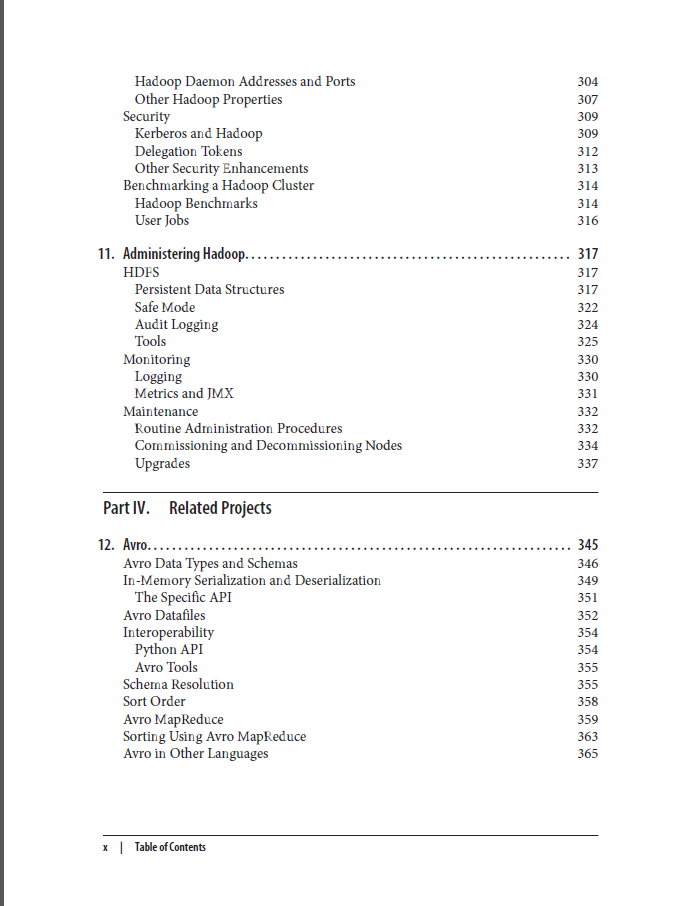 Hadoop Daemon Addresses and Ports 304
Other Hadoop Properties 307
Security 309
Kerberos and Hadoop 309
Delegation Tokens 312
Other Security Enhancements 313
Benchmarking a Hadoop Cluster 314
Hadoop Benchmarks 314
User Jobs 316
11. Administering Hadoop. . . . . . . . . . . . . . . . . . . . . . . . . . . . . . . . . . . . . . . . . . . . . . . . . . . . 317
HDFS 317
Persistent Data Structures 317
Safe Mode 322
Audit Logging 324
Tools 325
Monitoring 330
Logging 330
Metrics and JMX 331
Maintenance 332
Routine Administration Procedures 332
Commissioning and Decommissioning Nodes 334
Upgrades 337
Part IV. Related Projects
12. Avro. . . . . . . . . . . . . . . . . . . . . . . . . . . . . . . . . . . . . . . . . . . . . . . . . . . . . . . . . . . . . . . . . . . . 345
Avro Data Types and Schemas 346
In-Memory Serialization and Deserialization 349
The Specific API 351
Avro Datafiles 352
Interoperability 354
Python API 354
Avro Tools 355
Schema Resolution 355
Sort Order 358
Avro MapReduce 359
Sorting Using Avro MapReduce 363
Avro in Other Languages 365
x | Table of Contents